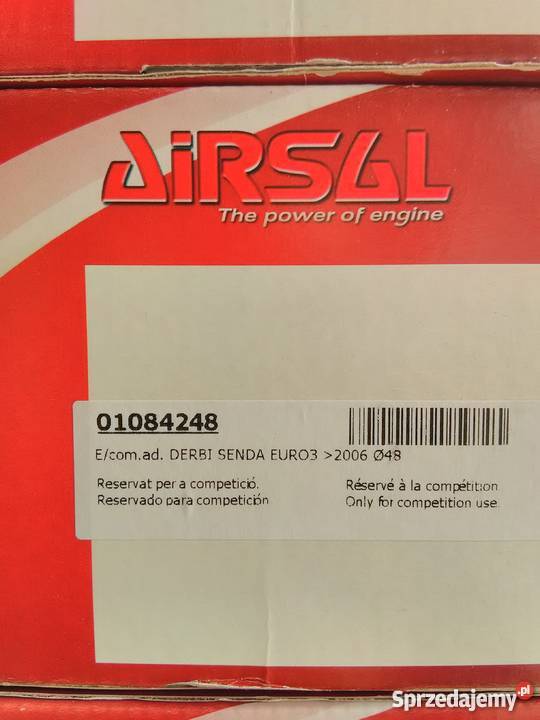 AiRSAL
The power of engine
01084248
E/com.ad. DERBI SENDA EURO3 >2006 Ø48
Reservat per a competició.
Reservado para competición
Réservé à la compétition
Only for competition use
Sprzedajemy.pl